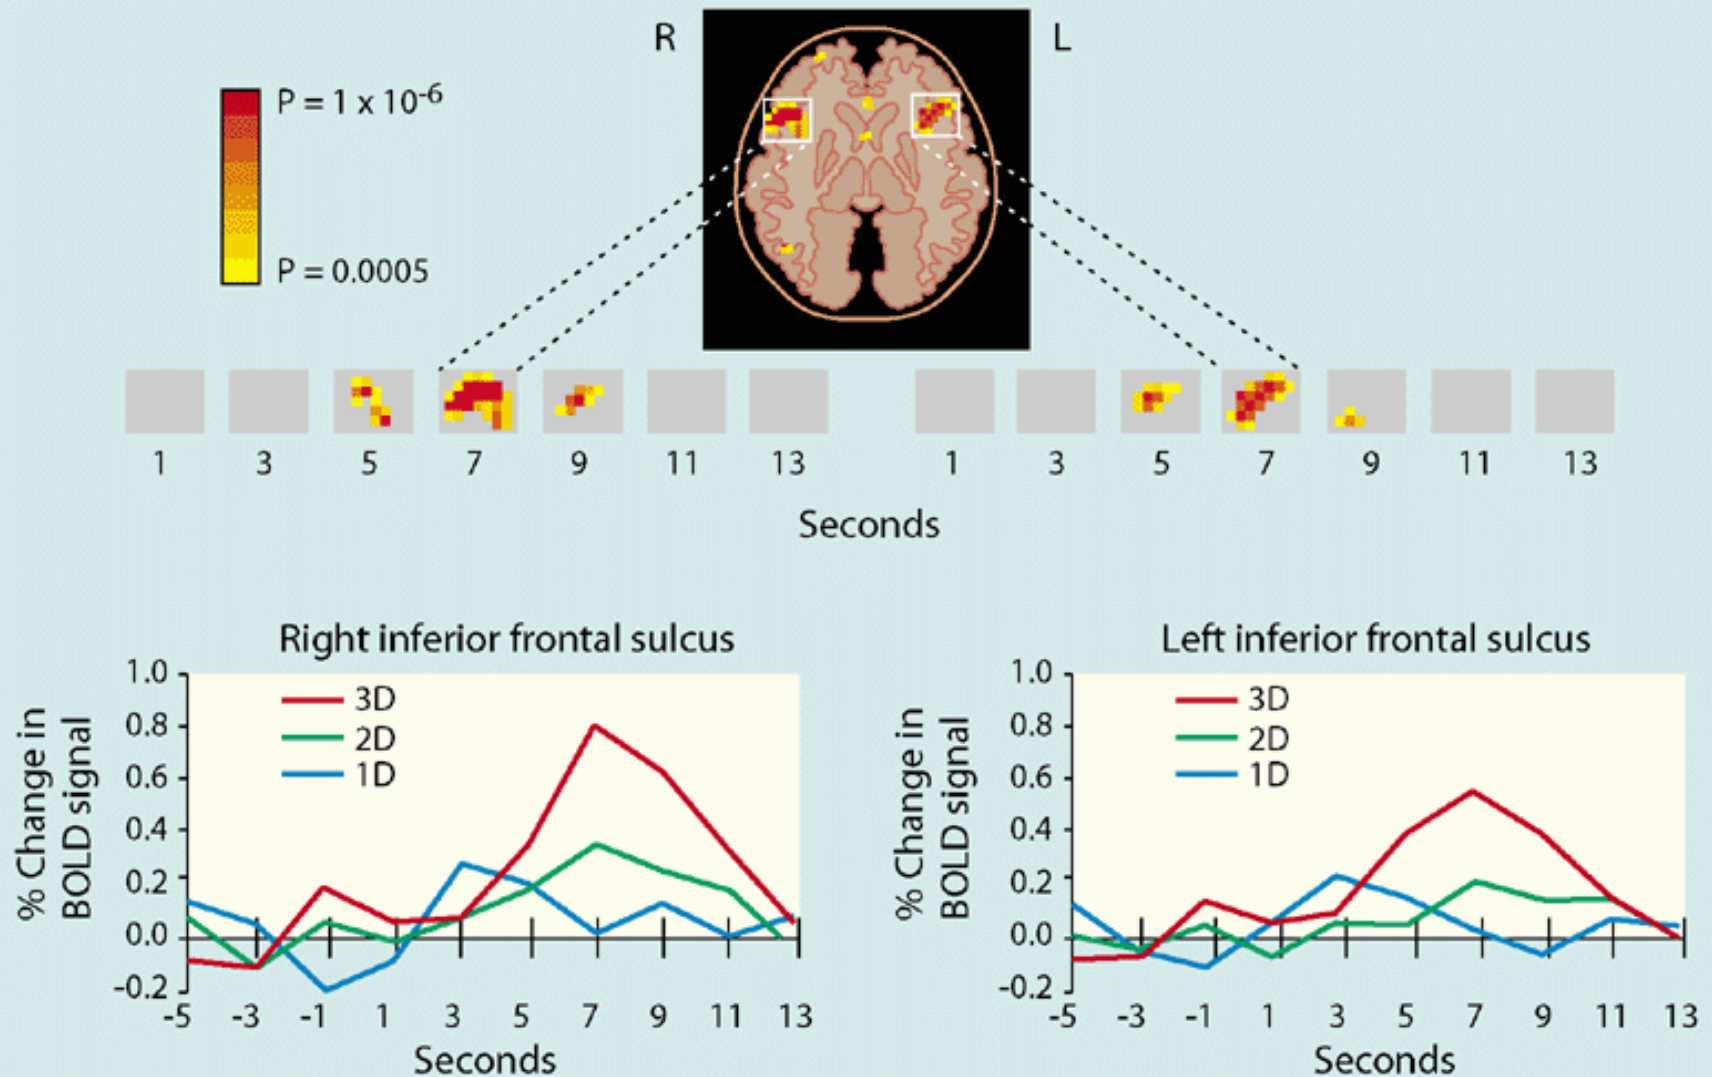 R
L
P = 1 x 10-6
P = 0.0005
1 3 5 7 9 11 13 1 3 5 7 9 11 13
Seconds
Right inferior frontal sulcus
% Change in
BOLD signal
1.0
0.8
0.6
0.4
0.2
0.0
-0.2
3D
2D
1D
-5 -3 -1 1 3 5 7 9 11 13
Seconds
Left inferior frontal sulcus
% Change in
BOLD signal
1.0
0.8
0.6
0.4
0.2
0.0
-0.2
3D
2D
1D
-5 -3 -1 1 3 5 7 9 11 13
Seconds